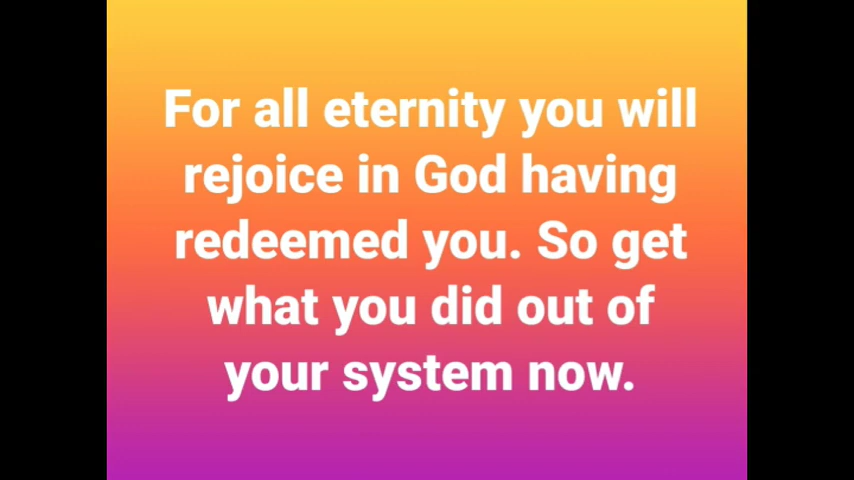 For all eternity you will
rejoice in God having
redeemed you. So get
what you did out of
your system now.